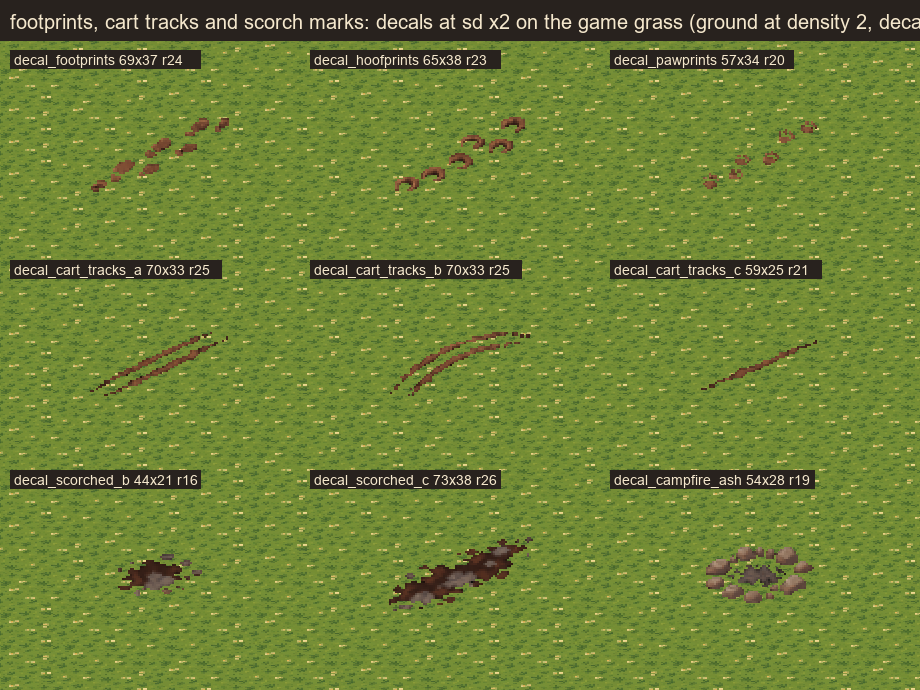 footprints, cart tracks and scorch marks: decals at sd x2 on the game grass (ground at density 2, deca
decal_footprints 69x37 r24
decal_hoofprints 65x38 r23
decal_pawprints 57x34 r20
decal_cart_tracks_a 70x33 r25
decal_cart_tracks_b 70x33 r25
decal_cart_tracks_c 59x25 r21
decal_scorched_b 44x21 r16
decal_scorched_c 73x38 r26
decal_campfire_ash 54x28 r19